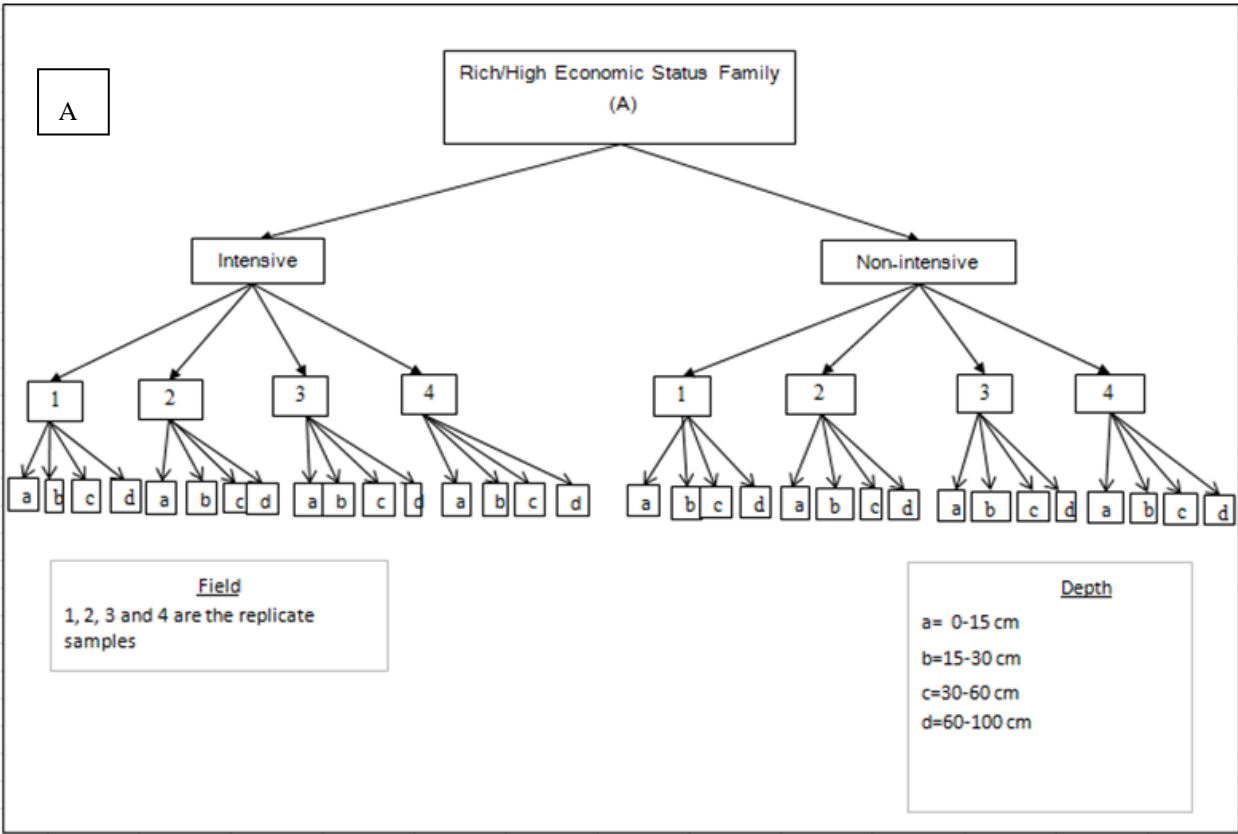 A
Rich/High Economic Status Family
(A)
Intensive
Non-intensive
1 2 3 4 1 2 3 4
a b c d a b c d a b c d a b c d a b c d a b c d a b c d a b c d
Field
1, 2, 3 and 4 are the replicate
samples
Depth
a= 0-15 cm
b=15-30 cm
c=30-60 cm
d=60-100 cm